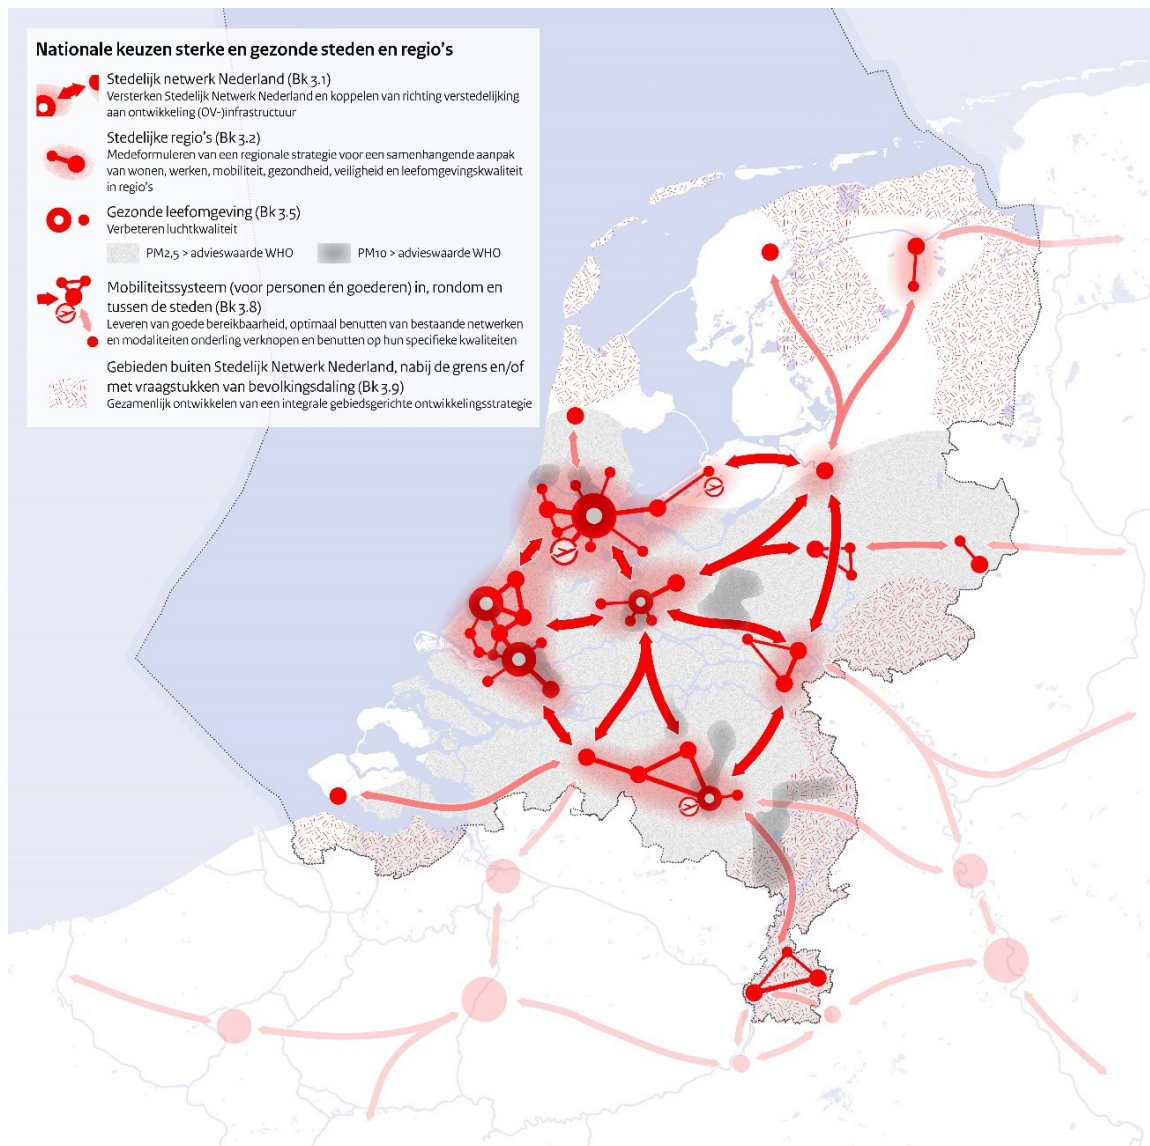 Nationale keuzen sterke en gezonde steden en regio's
Stedelijk netwerk Nederland (Bk 3.1)
Versterken Stedelijk Netwerk Nederland en koppelen van richting verstedelijking
aan ontwikkeling (OV-)infrastructuur
Stedelijke regio's (Bk 3.2)
Medeformuleren van een regionale strategie voor een samenhangende aanpak
van wonen, werken, mobiliteit, gezondheid, veiligheid en leefomgevingskwaliteit
in regio's
Gezonde leefomgeving (Bk 3.5)
Verbeteren luchtkwaliteit
PM2,5 > advieswaarde WHO
PM10 > advieswaarde WHO
Mobiliteitssysteem (voor personen én goederen) in, rondom en
tussen de steden (Bk 3.8)
Leveren van goede bereikbaarheid, optimaal benutten van bestaande netwerken
en modaliteiten onderling verknopen en benutten op hun specifieke kwaliteiten
Gebieden buiten Stedelijk Netwerk Nederland, nabij de grens en/of
met vraagstukken van bevolkingsdaling (Bk 3.9)
Gezamenlijk ontwikkelen van een integrale gebiedsgerichte ontwikkelingsstrategie